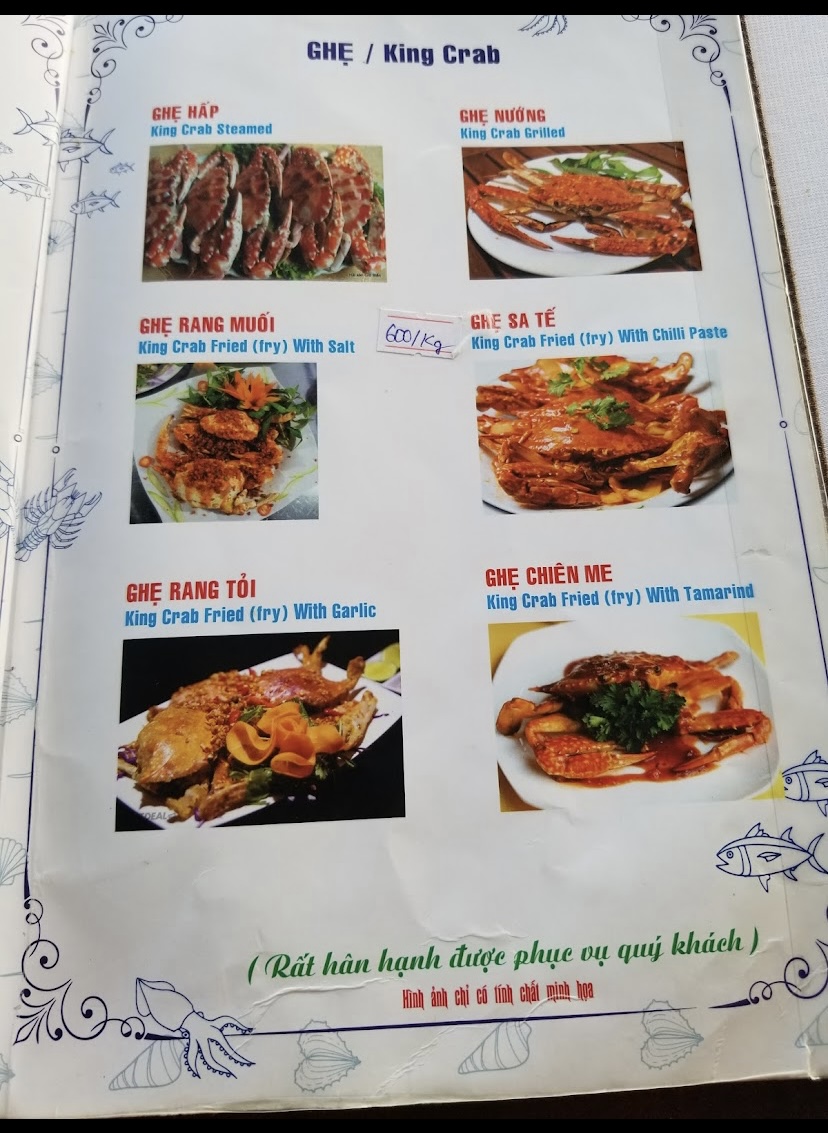 GHẸ / King Crab
GHẸ HẤP
King Crab Steamed
GHẸ NƯỚNG
King Crab Grilled
GHẸ RANG MUỐI
King Crab Fried (fry) With Salt
600/Kg
GHẸ SA TẾ
King Crab Fried (fry) With Chilli Paste
GHẸ RANG TỎI
King Crab Fried (fry) With Garlic
GHẸ CHIÊN ME
King Crab Fried (fry) With Tamarind
( Rất hân hạnh được phục vụ quý khách )
Hình ảnh chỉ có tính chất minh họa